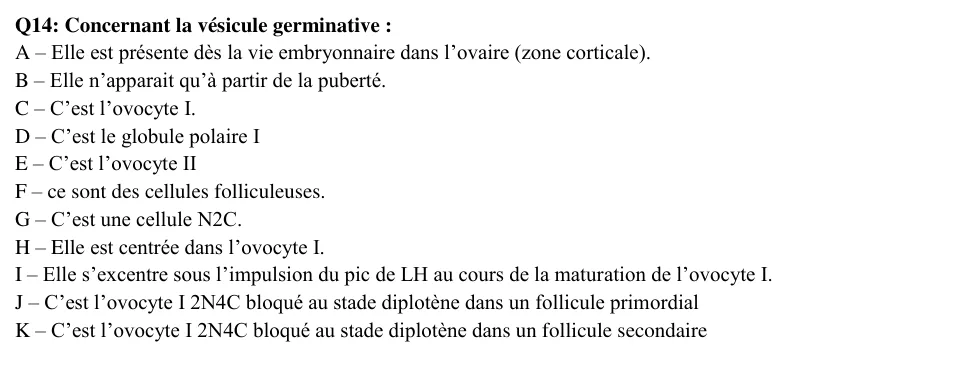 Q14: Concernant la vésicule germinative :
A – Elle est présente dès la vie embryonnaire dans l’ovaire (zone corticale).
B – Elle n’apparait qu’à partir de la puberté.
C – C’est l’ovocyte I.
D – C’est le globule polaire I
E – C’est l’ovocyte II
F – ce sont des cellules folliculeuses.
G – C’est une cellule N2C.
H – Elle est centrée dans l’ovocyte I.
I – Elle s’excentre sous l’impulsion du pic de LH au cours de la maturation de l’ovocyte I.
J – C’est l’ovocyte I 2N4C bloqué au stade diplotène dans un follicule primordial
K – C’est l’ovocyte I 2N4C bloqué au stade diplotène dans un follicule secondaire